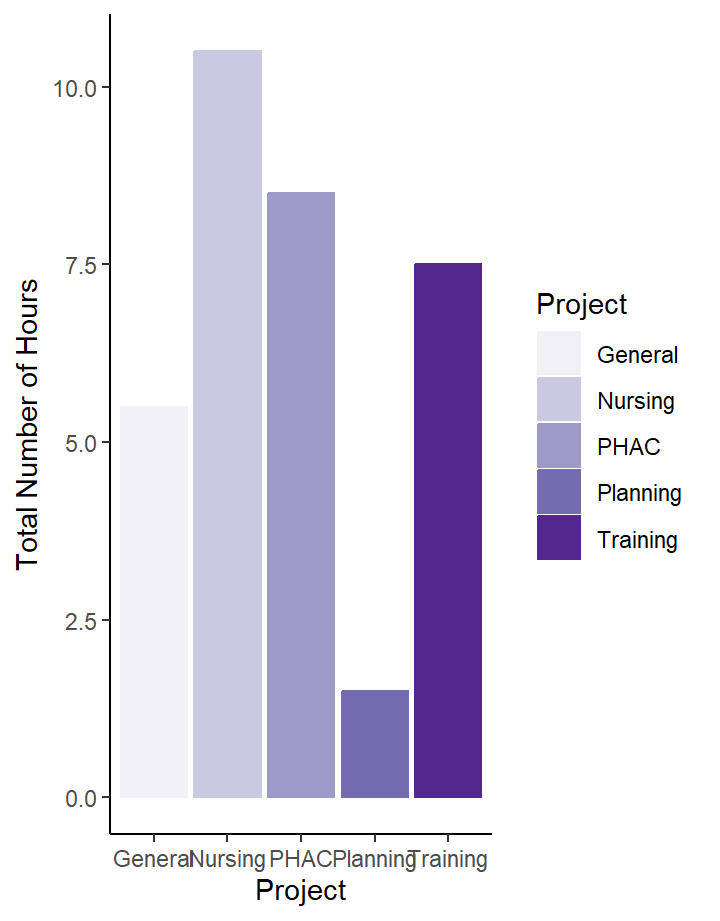 Total Number of Hours
10.0
7.5
5.0
2.5
0.0
General Nursing PHAC Planning Training
Project
Project
General
Nursing
PHAC
Planning
Training